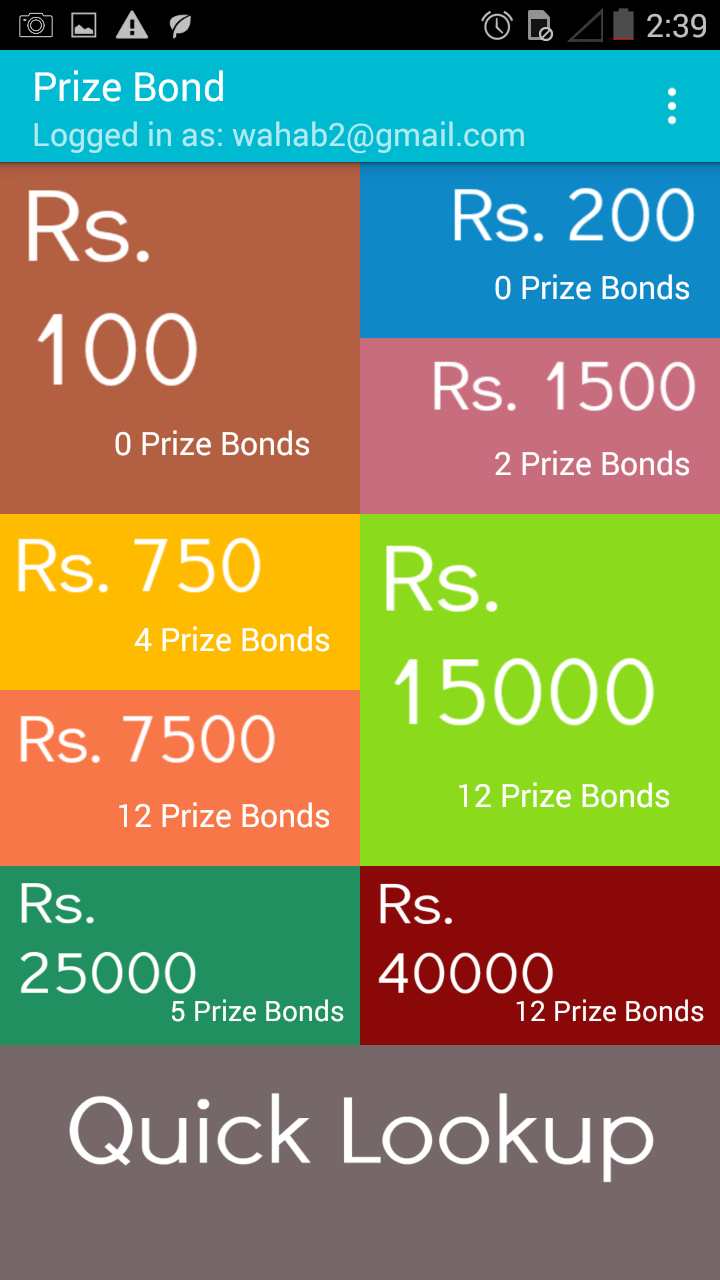 2:39
Prize Bond
Logged in as: wahab2@gmail.com
Rs.
100
0 Prize Bonds
Rs. 200
0 Prize Bonds
Rs. 1500
2 Prize Bonds
Rs. 750
4 Prize Bonds
Rs.
15000
12 Prize Bonds
Rs. 7500
12 Prize Bonds
Rs.
25000
5 Prize Bonds
Rs.
40000
12 Prize Bonds
Quick Lookup